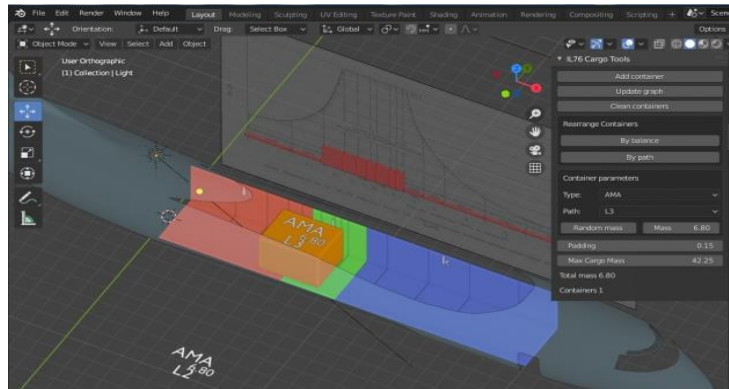 File Edit Render Window Help Layout Modeling Sculpting UV Editing Texture Paint Shading Animation Rendering Compositing Scripting + Scene
Orientation: Default Drag: Select Box Global Options
Object Mode View Select Add Object
User Orthographic
(1) Collection | Light
IL76 Cargo Tools
Add container
Update graph
Clean containers
Rearrange Containers
By balance
By path
Container parameters
Type: AMA
Path: L3
Random mass Mass 6.80
Padding 0.15
Max Cargo Mass 42.25
Total mass 6.80
Containers 1
AMA
L3 6.80
AMA
L2